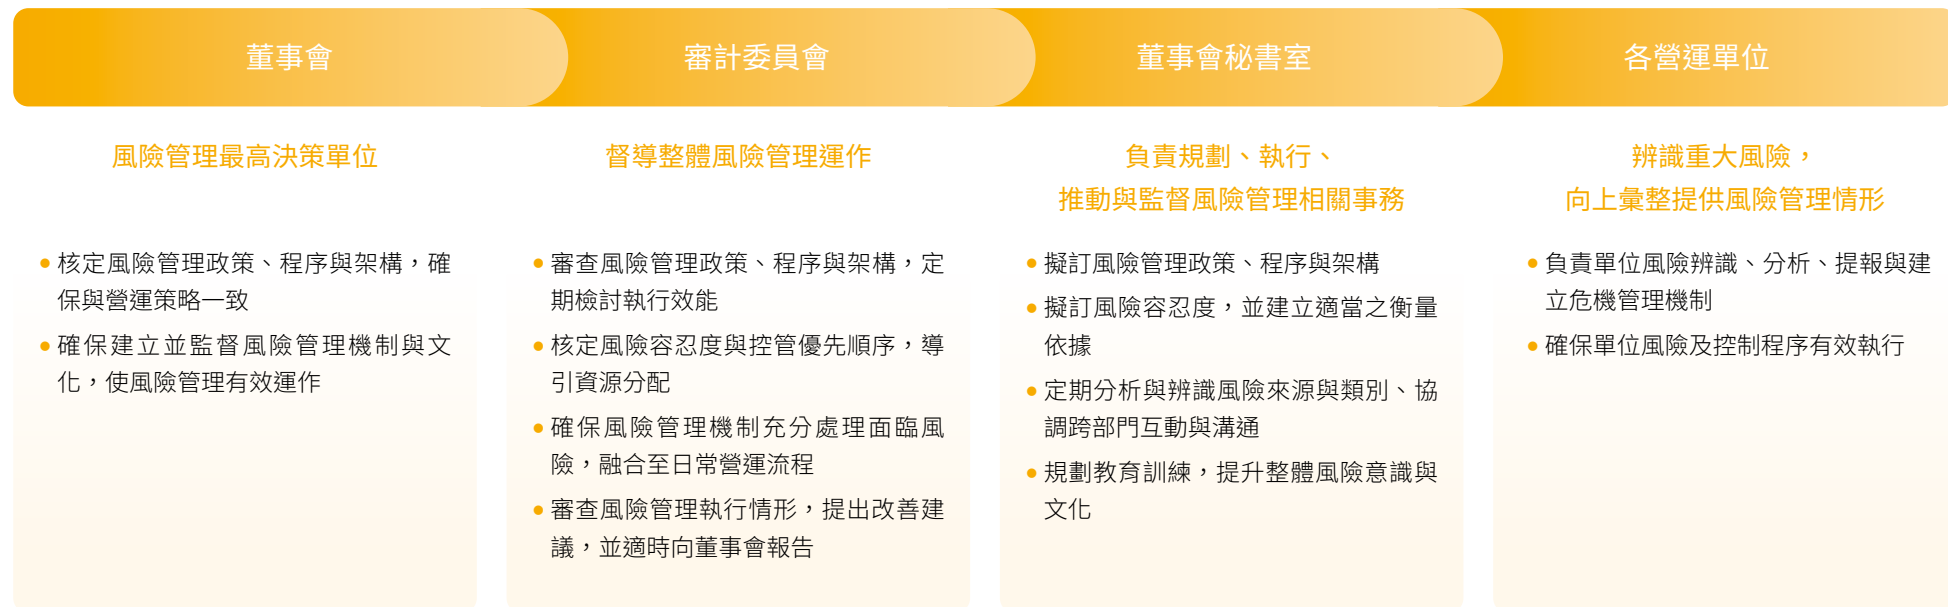 董事會
審計委員會
董事會秘書室
各營運單位
風險管理最高決策單位
• 核定風險管理政策、程序與架構，確
保與營運策略一致
• 確保建立並監督風險管理機制與文
化，使風險管理有效運作
督導整體風險管理運作
• 審查風險管理政策、程序與架構，定
期檢討執行效能
• 核定風險容忍度與控管優先順序，導
引資源分配
• 確保風險管理機制充分處理面臨風
險，融合至日常營運流程
• 審查風險管理執行情形，提出改善建
議，並適時向董事會報告
負責規劃、執行、
推動與監督風險管理相關事務
• 擬訂風險管理政策、程序與架構
• 擬訂風險容忍度，並建立適當之衡量
依據
• 定期分析與辨識風險來源與類別、協
調跨部門互動與溝通
• 規劃教育訓練，提升整體風險意識與
文化
辨識重大風險，
向上彙整提供風險管理情形
• 負責單位風險辨識、分析、提報與建
立危機管理機制
• 確保單位風險及控制程序有效執行